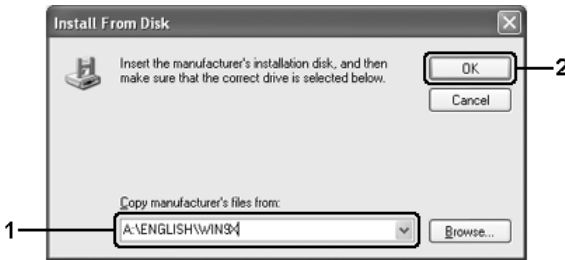 Install From Disk
Insert the manufacturer's installation disk, and then
make sure that the correct drive is selected below.
OK
2
Cancel
Copy manufacturer's files from:
1
A:\ENGLISH\WIN9X
Browse...